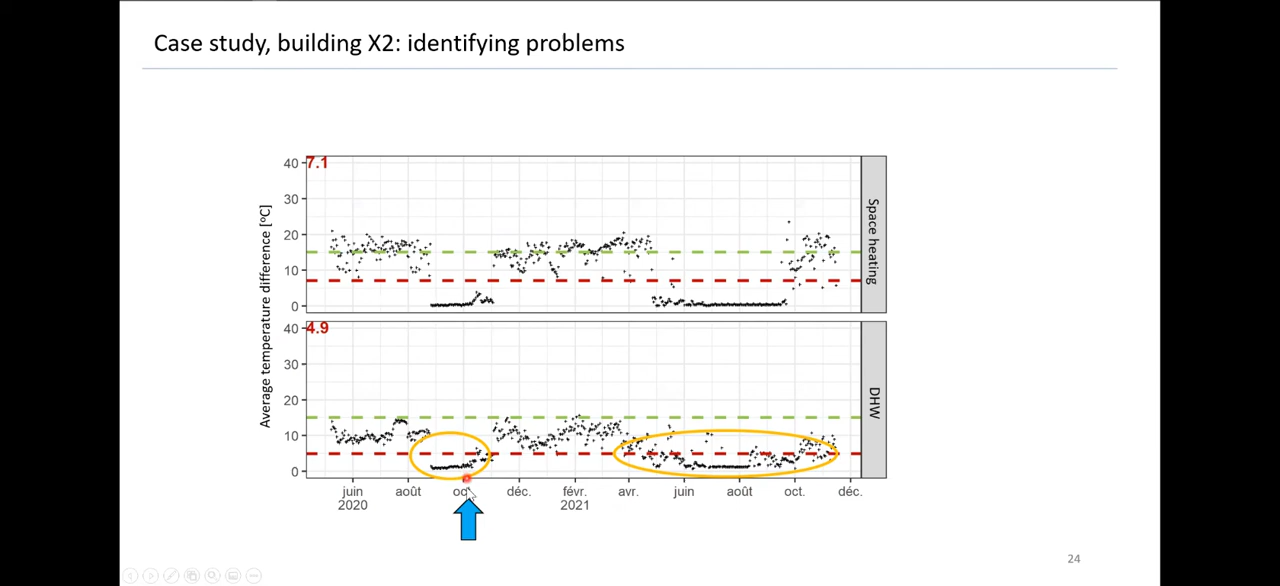 Case study, building X2: identifying problems
Average temperature difference [°C]
40
7.1
30
20
10
0
Space heating
40
4.9
30
20
10
0
DHW
juin août oc déc. févr. avr. juin août oct. déc.
2020 2021
24